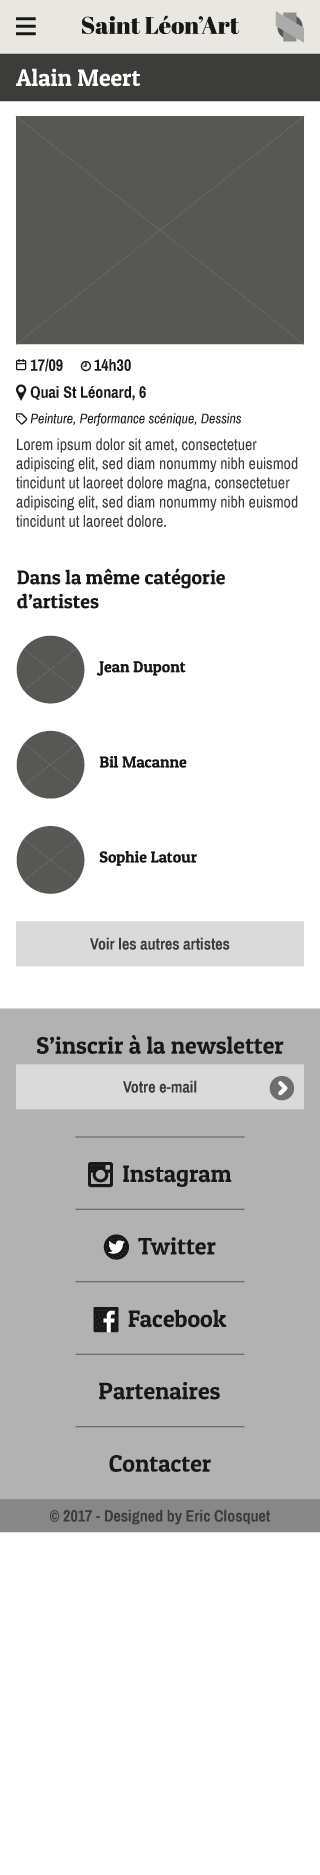 Saint Léon’Art
Alain Meert
17/09 14h30
Quai St Léonard, 6
Peinture, Performance scénique, Dessins
Lorem ipsum dolor sit amet, consectetuer
adipiscing elit, sed diam nonummy nibh euismod
tincidunt ut laoreet dolore magna, consectetuer
adipiscing elit, sed diam nonummy nibh euismod
tincidunt ut laoreet dolore.
Dans la même catégorie
d’artistes
Jean Dupont
Bil Macanne
Sophie Latour
Voir les autres artistes
S’inscrir à la newsletter
Votre e-mail
Instagram
Twitter
Facebook
Partenaires
Contacter
© 2017 - Designed by Eric Closquet